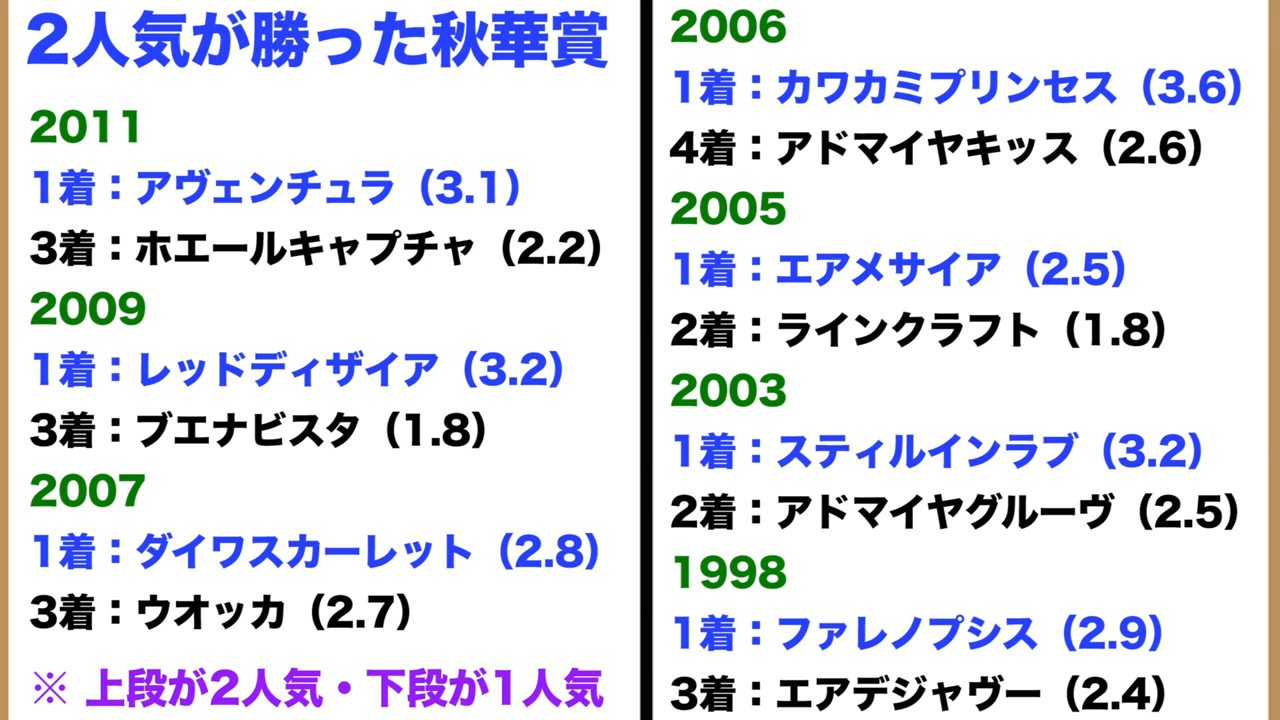 2人気が勝った秋華賞
2011
1着：アヴェンチュラ（3.1）
3着：ホエールキャプチャ（2.2）
2009
1着：レッドディザイア（3.2）
3着：ブエナビスタ（1.8）
2007
1着：ダイワスカーレット（2.8）
3着：ウオッカ（2.7）
※ 上段が2人気・下段が1人気
2006
1着：カワカミプリンセス（3.6）
4着：アドマイヤキッス（2.6）
2005
1着：エアメサイア（2.5）
2着：ラインクラフト（1.8）
2003
1着：スティルインラブ（3.2）
2着：アドマイヤグルーヴ（2.5）
1998
1着：ファレノプシス（2.9）
3着：エアデジャヴー（2.4）